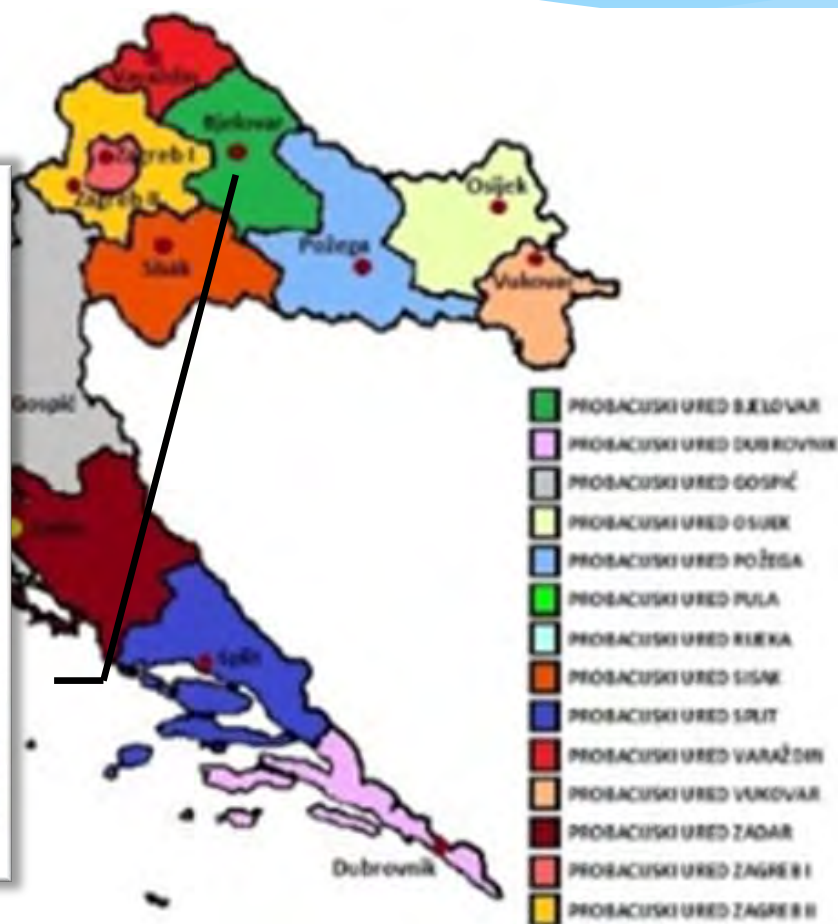 Varaždin
Bjelovar
Zagreb I
Zagreb II
Osijek
Požega
Sisak
Vukovar
Gospić
Zadar
Split
Dubrovnik
PROBACIJSKI URED BJELOVAR
PROBACIJSKI URED DUBROVNIK
PROBACIJSKI URED GOSPIĆ
PROBACIJSKI URED OSIJEK
PROBACIJSKI URED POŽEGA
PROBACIJSKI URED PULA
PROBACIJSKI URED RIJEKA
PROBACIJSKI URED SISAK
PROBACIJSKI URED SPLIT
PROBACIJSKI URED VARAŽDIN
PROBACIJSKI URED VUKOVAR
PROBACIJSKI URED ZADAR
PROBACIJSKI URED ZAGREB I
PROBACIJSKI URED ZAGREB II